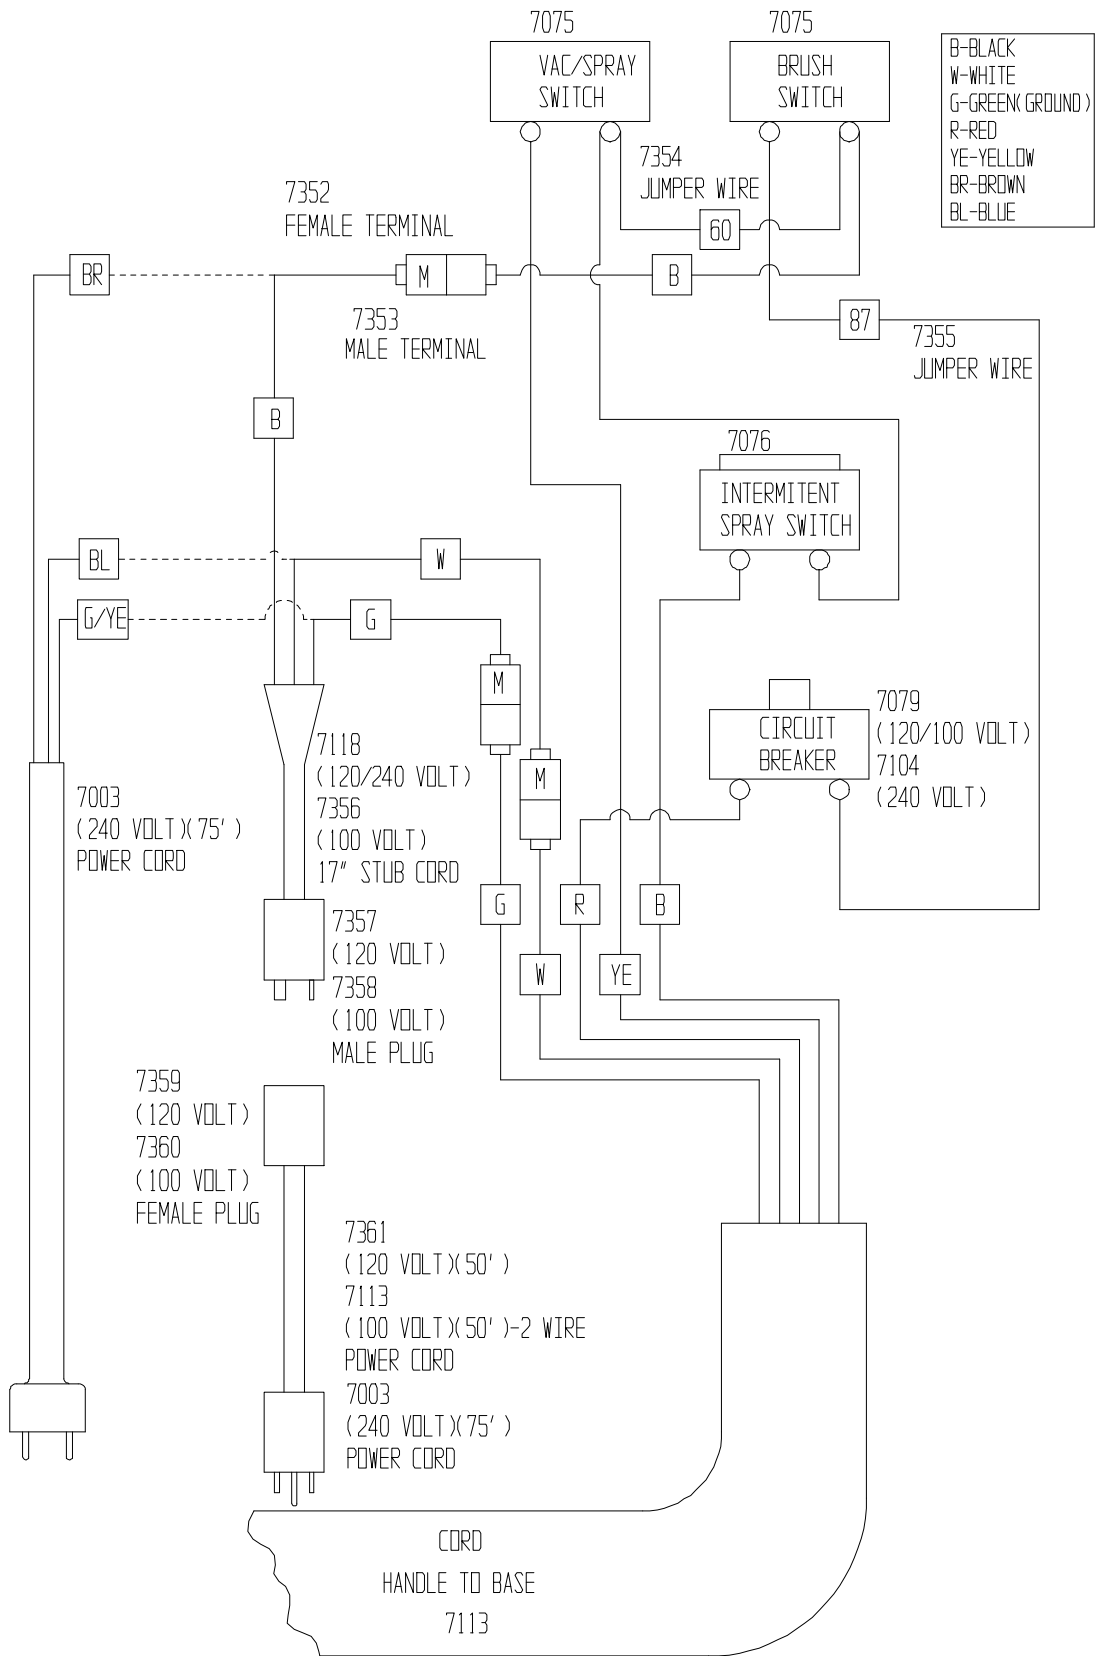 7075
VAC/SPRAY
SWITCH
7075
BRUSH
SWITCH
B-BLACK
W-WHITE
G-GREEN(GROUND)
R-RED
YE-YELLOW
BR-BROWN
BL-BLUE
7354
JUMPER WIRE
60
7352
FEMALE TERMINAL
BR
M
B
7353
MALE TERMINAL
87
7355
JUMPER WIRE
B
7076
INTERMITENT
SPRAY SWITCH
BL
W
G/YE
G
M
7079
(120/100 VOLT)
7104
(240 VOLT)
CIRCUIT
BREAKER
7118
(120/240 VOLT)
7356
(100 VOLT)
17" STUB CORD
M
7003
(240 VOLT)(75')
POWER CORD
G
R
B
7357
(120 VOLT)
7358
(100 VOLT)
MALE PLUG
W
YE
7359
(120 VOLT)
7360
(100 VOLT)
FEMALE PLUG
7361
(120 VOLT)(50')
7113
(100 VOLT)(50')-2 WIRE
POWER CORD
7003
(240 VOLT)(75')
POWER CORD
CORD
HANDLE TO BASE
7113